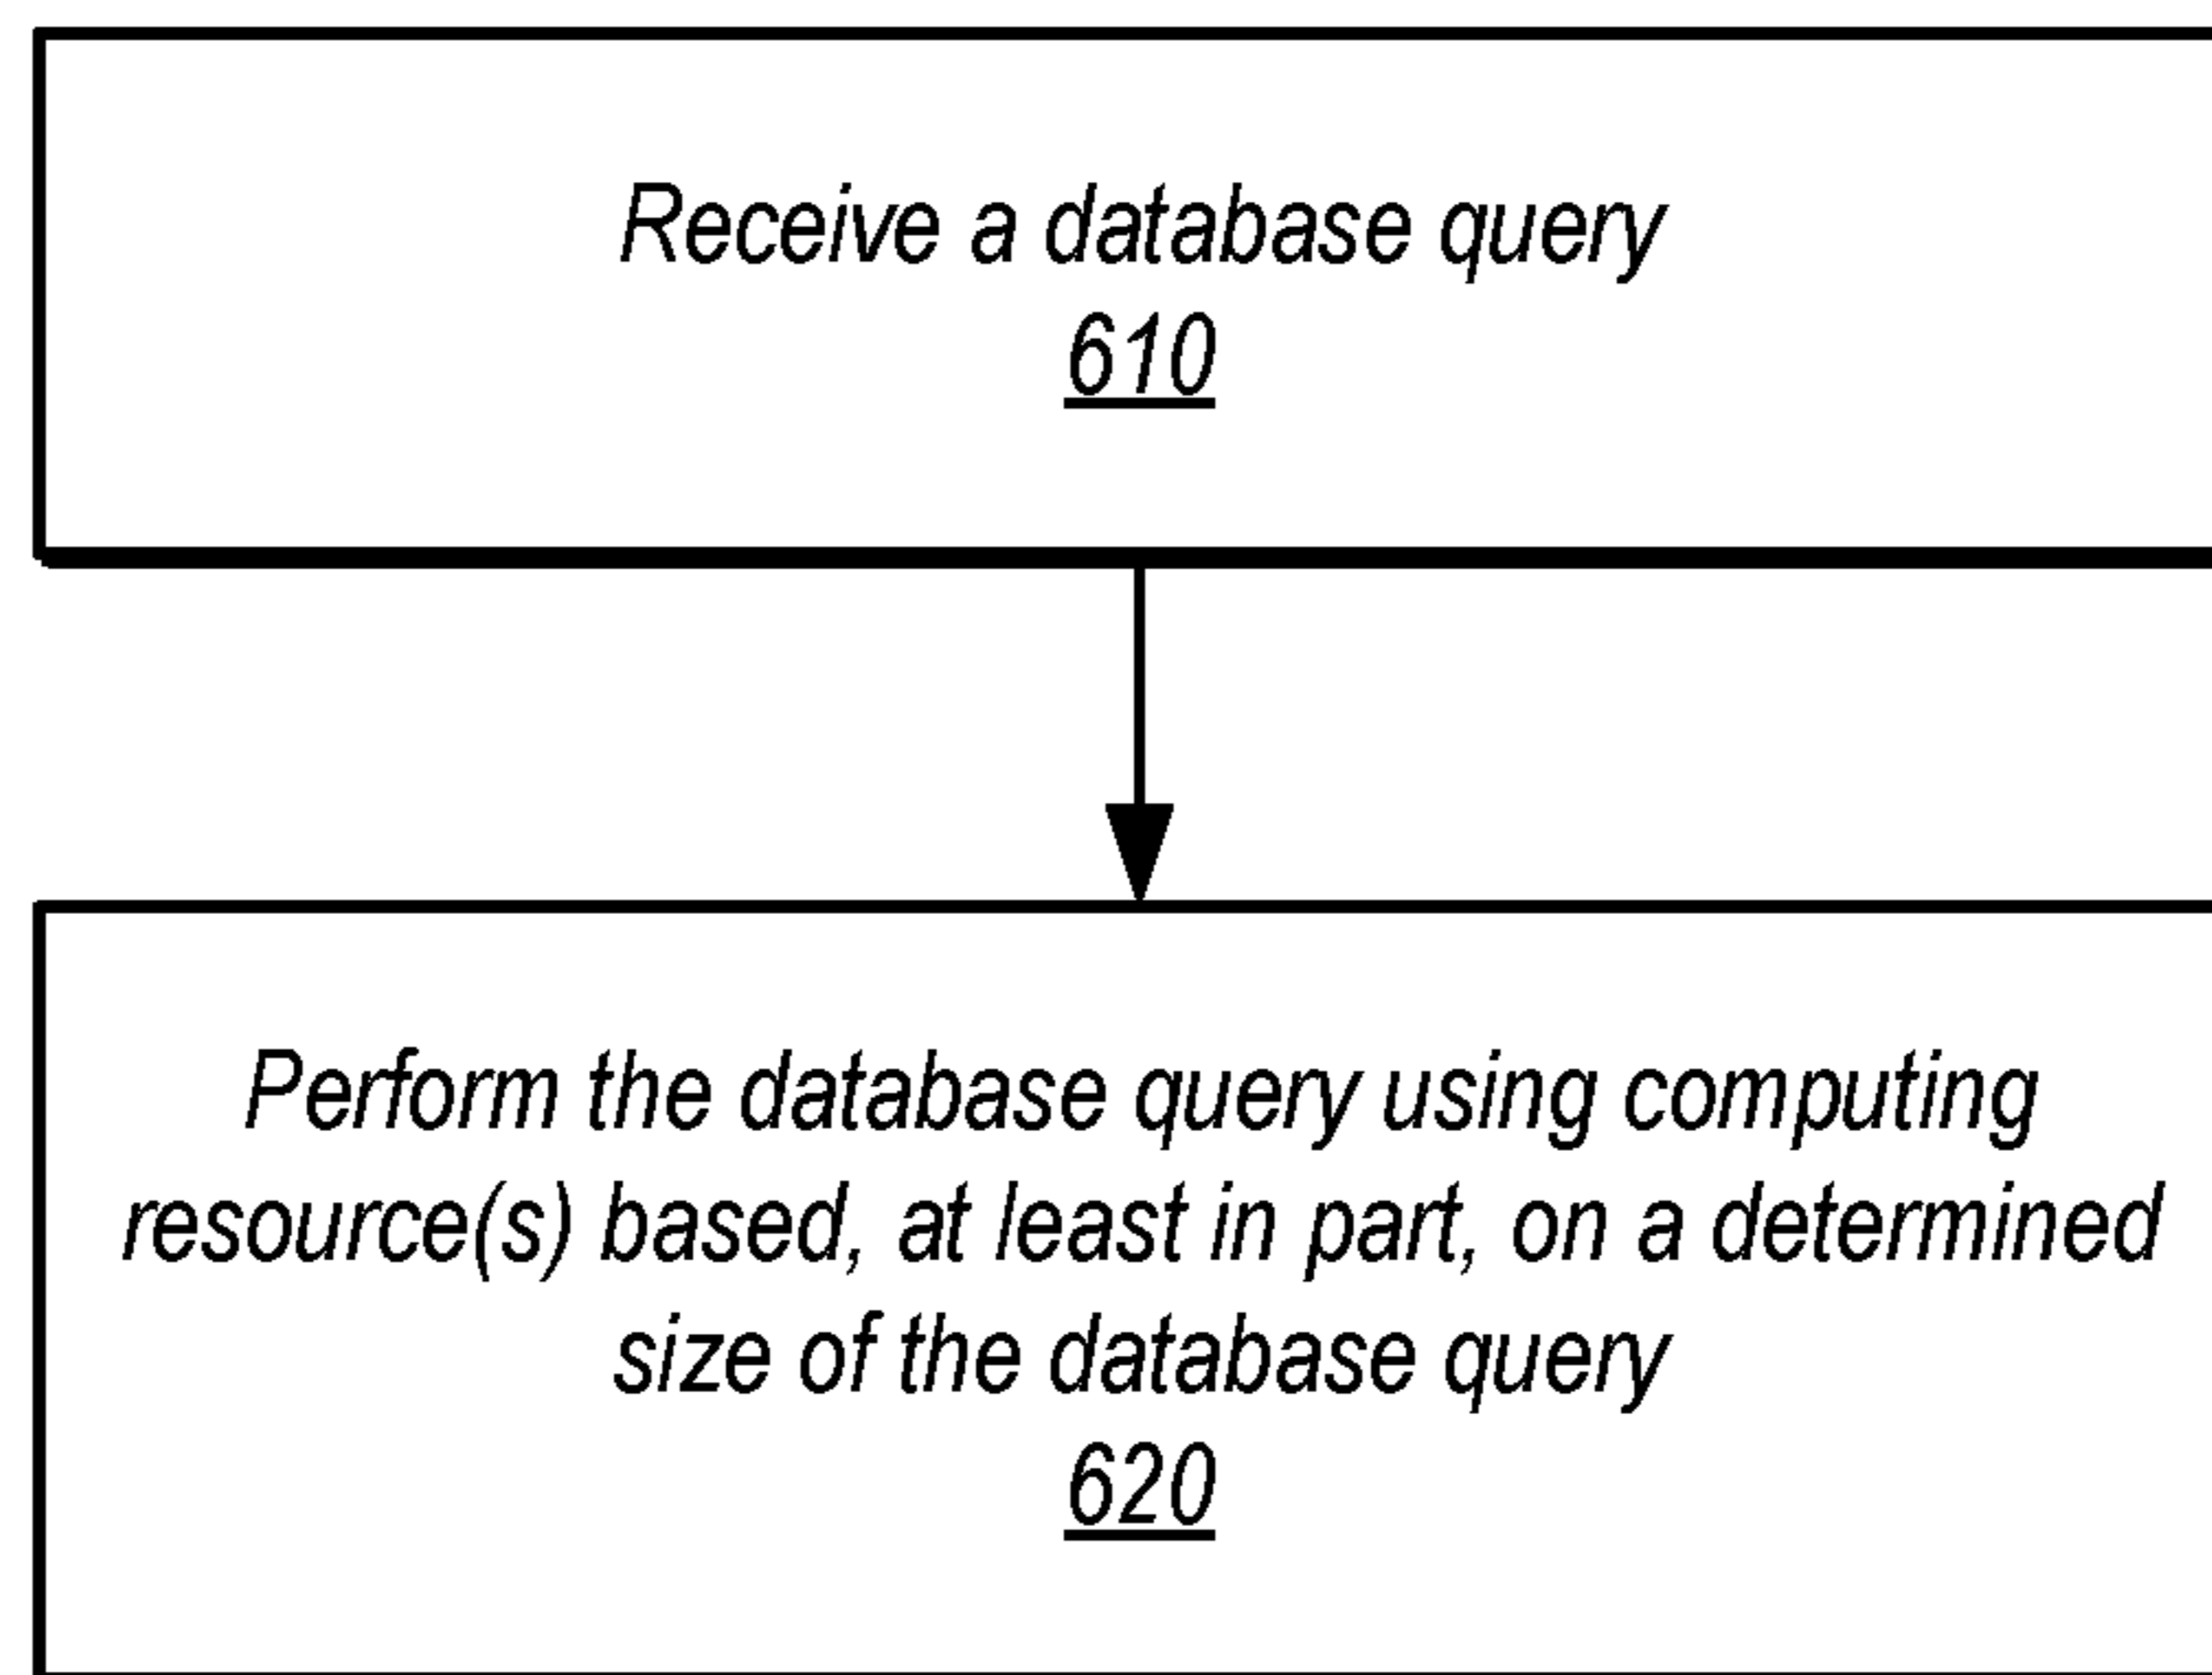 Receive a database query
610
Perform the database query using computing
resource(s) based, at least in part, on a determined
size of the database query
620